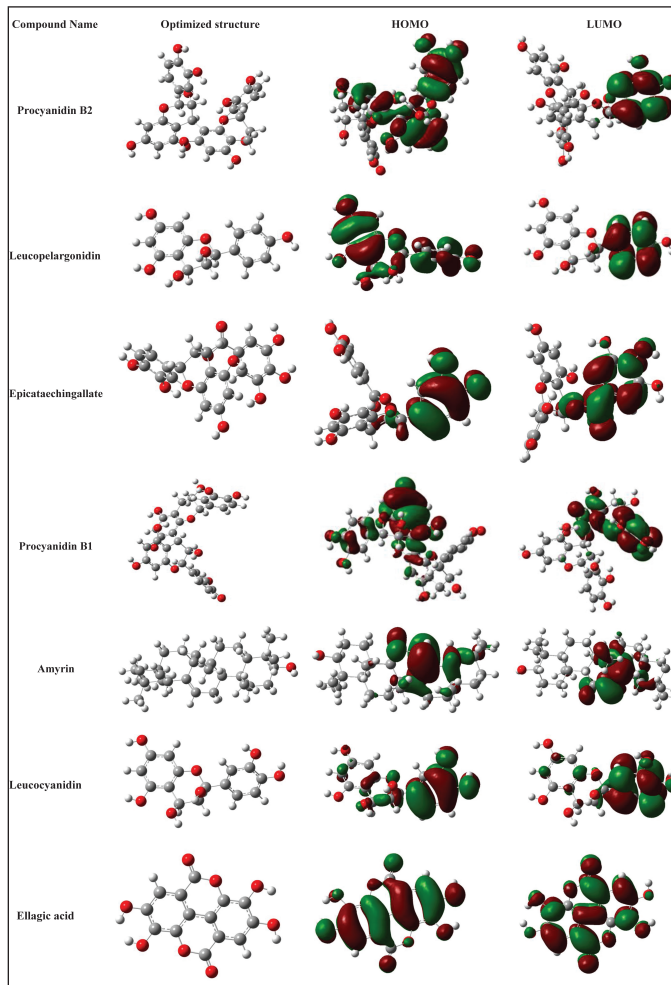 Compound Name Optimized structure HOMO LUMO
Procyanidin B2
Leucopelargonidin
Epicataechingallate
Procyanidin B1
Amyrin
Leucocyanidin
Ellagic acid